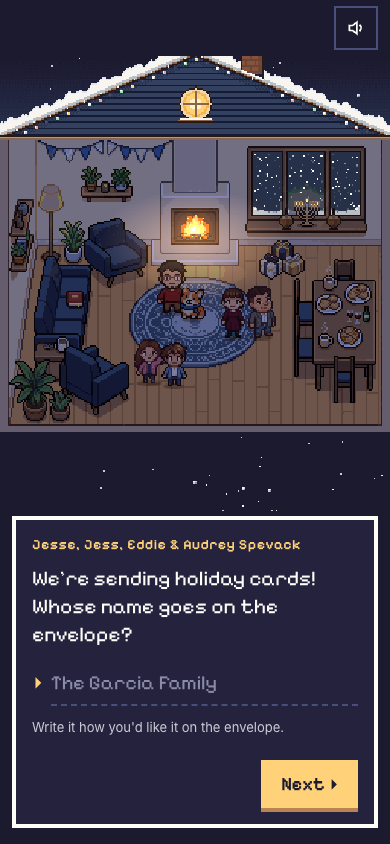 Jesse, Jess, Eddie & Audrey Spevack
We're sending holiday cards!
Whose name goes on the
envelope?
The Garcia Family
Write it how you'd like it on the envelope.
Next